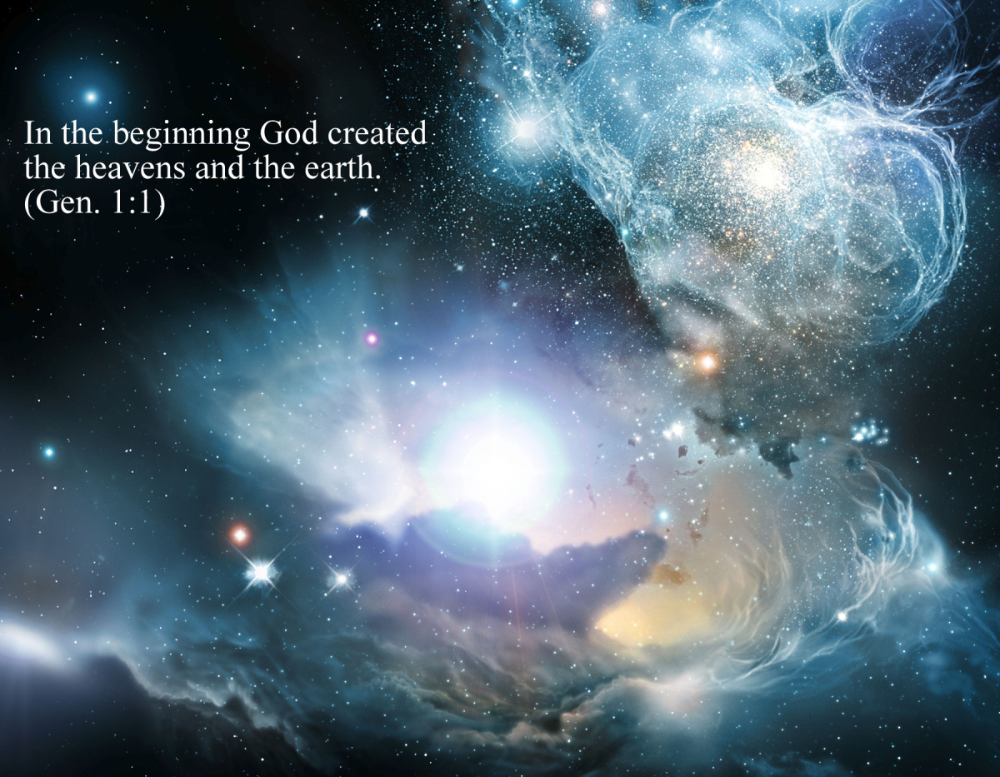 In the beginning God created
the heavens and the earth.
(Gen. 1:1)